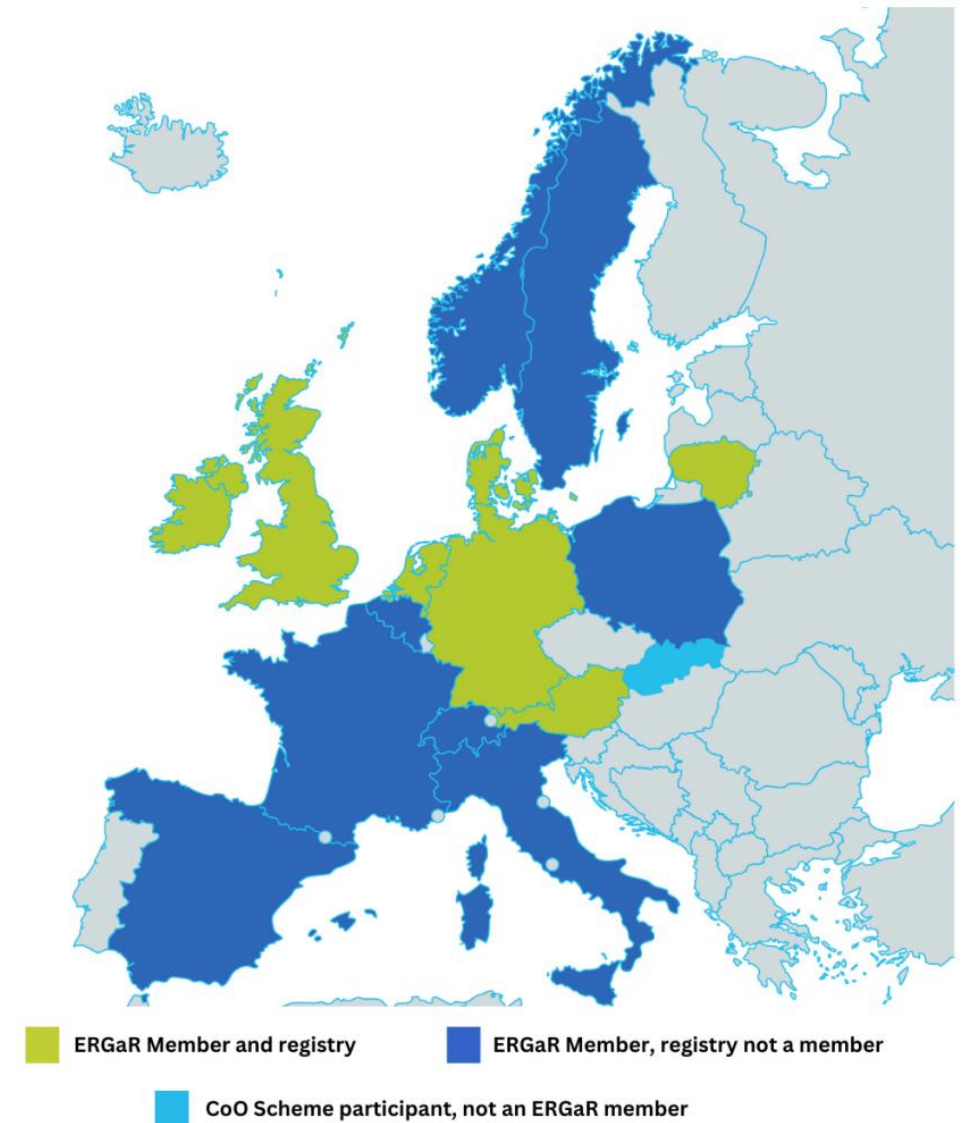 ERGaR Member and registry
ERGaR Member, registry not a member
CoO Scheme participant, not an ERGaR member